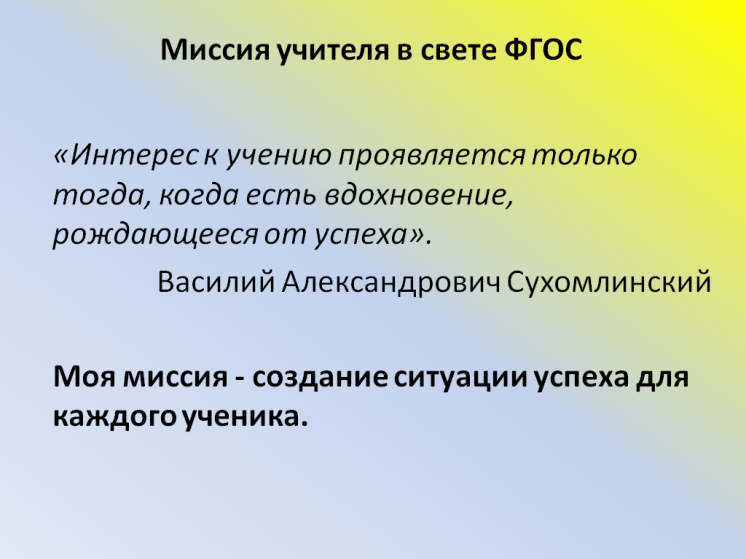 Миссия учителя в свете ФГОС
«Интерес к учению проявляется только
тогда, когда есть вдохновение,
рождающееся от успеха».
Василий Александрович Сухомлинский
Моя миссия - создание ситуации успеха для
каждого ученика.